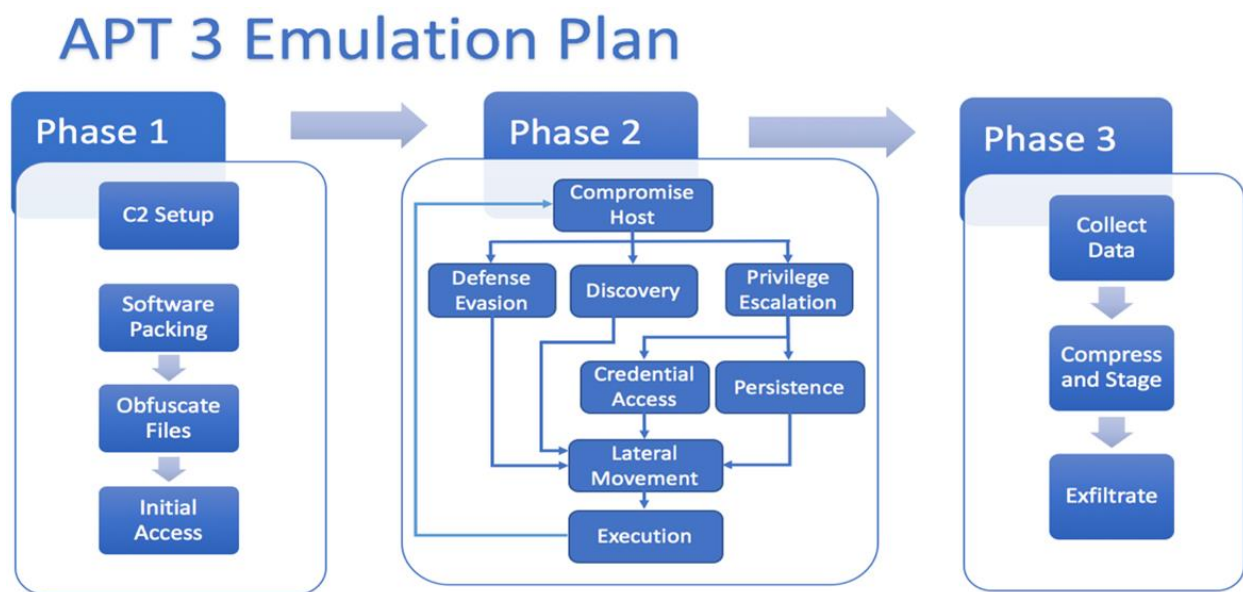 APT 3 Emulation Plan
Phase 1
C2 Setup
Software
Packing
Obfuscate
Files
Initial
Access
Phase 2
Compromise
Host
Defense
Evasion
Discovery
Privilege
Escalation
Credential
Access
Persistence
Lateral
Movement
Execution
Phase 3
Collect
Data
Compress
and Stage
Exfiltrate